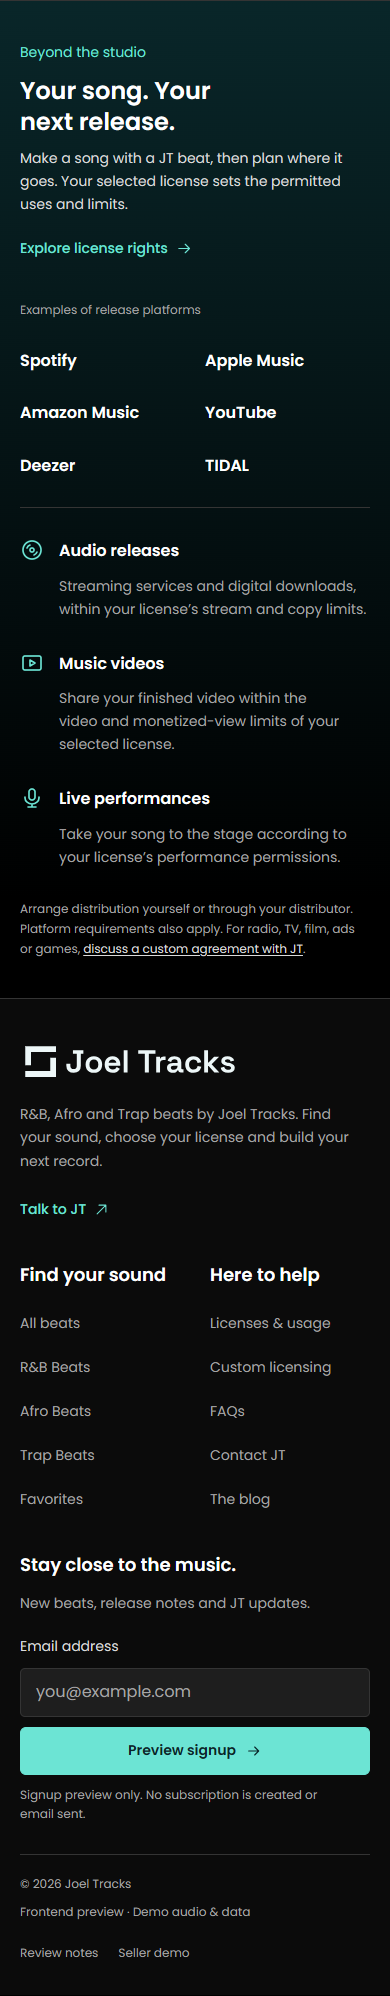 Beyond the studio
Your song. Your
next release.
Make a song with a JT beat, then plan where it
goes. Your selected license sets the permitted
uses and limits.
Explore license rights →
Examples of release platforms
Spotify
Apple Music
Amazon Music
YouTube
Deezer
TIDAL
Audio releases
Streaming services and digital downloads,
within your license’s stream and copy limits.
Music videos
Share your finished video within the
video and monetized-view limits of your
selected license.
Live performances
Take your song to the stage according to
your license’s performance permissions.
Arrange distribution yourself or through your distributor.
Platform requirements also apply. For radio, TV, film, ads
or games, discuss a custom agreement with JT.
Joel Tracks
R&B, Afro and Trap beats by Joel Tracks. Find
your sound, choose your license and build your
next record.
Talk to JT ↗
Find your sound
All beats
R&B Beats
Afro Beats
Trap Beats
Favorites
Here to help
Licenses & usage
Custom licensing
FAQs
Contact JT
The blog
Stay close to the music.
New beats, release notes and JT updates.
Email address
you@example.com
Preview signup →
Signup preview only. No subscription is created or
email sent.
© 2026 Joel Tracks
Frontend preview · Demo audio & data
Review notes
Seller demo